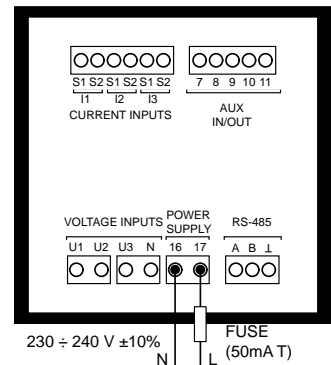 S1 S2 S1 S2 S1 S2
I1 I2 I3
CURRENT INPUTS
7 8 9 10 11
AUX
IN/OUT
VOLTAGE INPUTS
POWER
SUPPLY
RS-485
U1 U2 U3 N 16 17 A B ⊥
230 ÷ 240 V ±10%
N
L
FUSE
(50mA T)